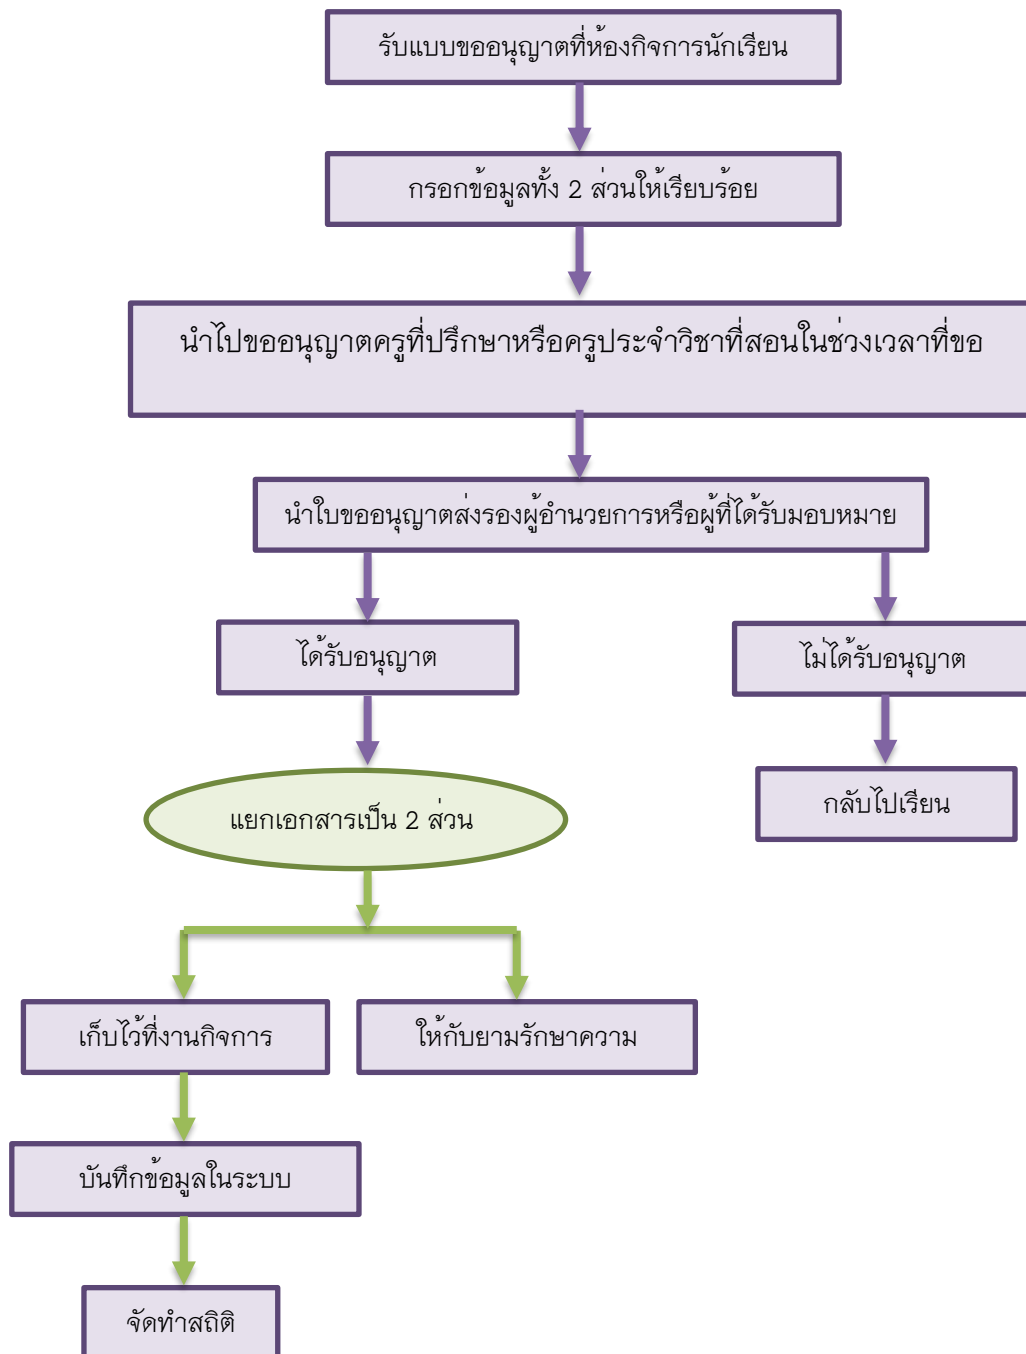 รับแบบขออนุญาตที่ห้องกิจการนักเรียน
กรอกข้อมูลทั้ง 2 ส่วนให้เรียบร้อย
นำไปขออนุญาตครูที่ปรึกษาหรือครูประจำวิชาที่สอนในช่วงเวลาที่ขอ
นำใบขออนุญาตส่งรองผู้อำนวยการหรือผู้ที่ได้รับมอบหมาย
ได้รับอนุญาต
ไม่ได้รับอนุญาต
แยกเอกสารเป็น 2 ส่วน
กลับไปเรียน
เก็บไว้ที่งานกิจการ
ให้กับยามรักษาความ
บันทึกข้อมูลในระบบ
จัดทำสถิติ